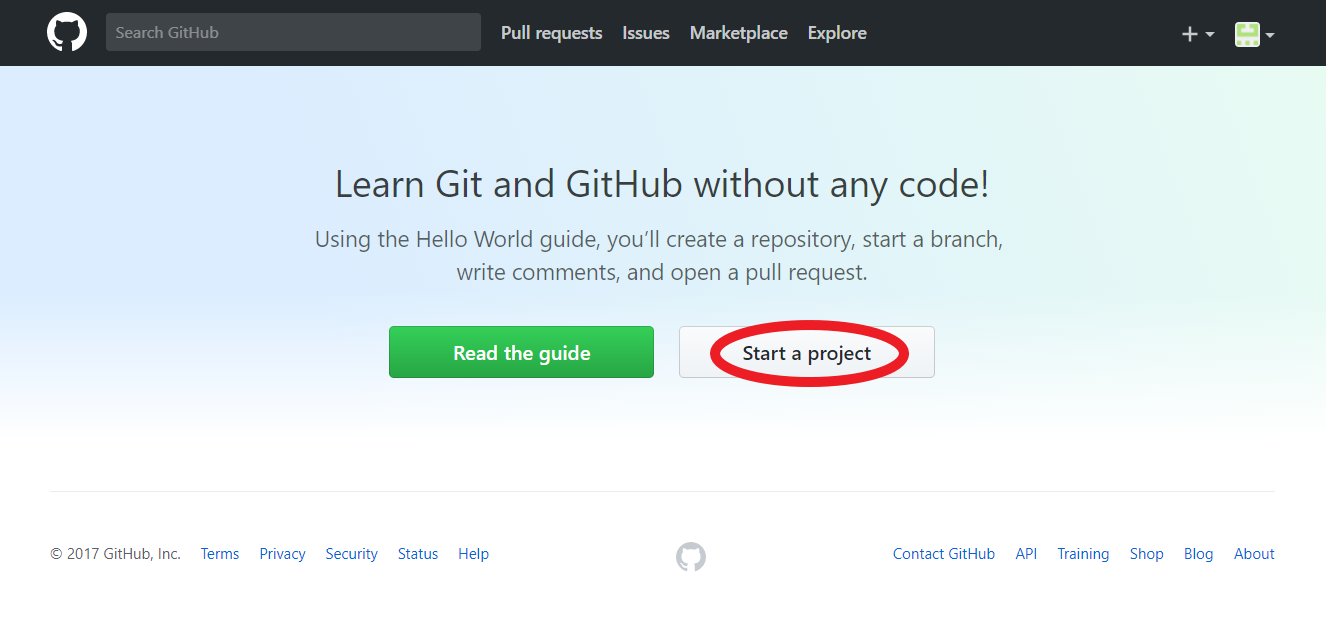 Search GitHub Pull requests Issues Marketplace Explore
Learn Git and GitHub without any code!
Using the Hello World guide, you’ll create a repository, start a branch,
write comments, and open a pull request.
Read the guide Start a project
© 2017 GitHub, Inc. Terms Privacy Security Status Help Contact GitHub API Training Shop Blog About